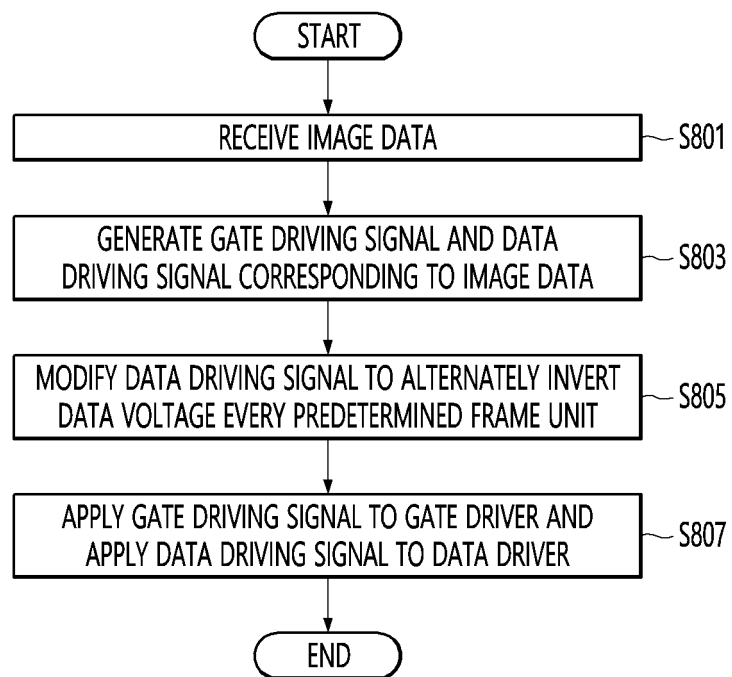 START
RECEIVE IMAGE DATA
S801
GENERATE GATE DRIVING SIGNAL AND DATA
DRIVING SIGNAL CORRESPONDING TO IMAGE DATA
S803
MODIFY DATA DRIVING SIGNAL TO ALTERNATELY INVERT
DATA VOLTAGE EVERY PREDETERMINED FRAME UNIT
S805
APPLY GATE DRIVING SIGNAL TO GATE DRIVER AND
APPLY DATA DRIVING SIGNAL TO DATA DRIVER
S807
END